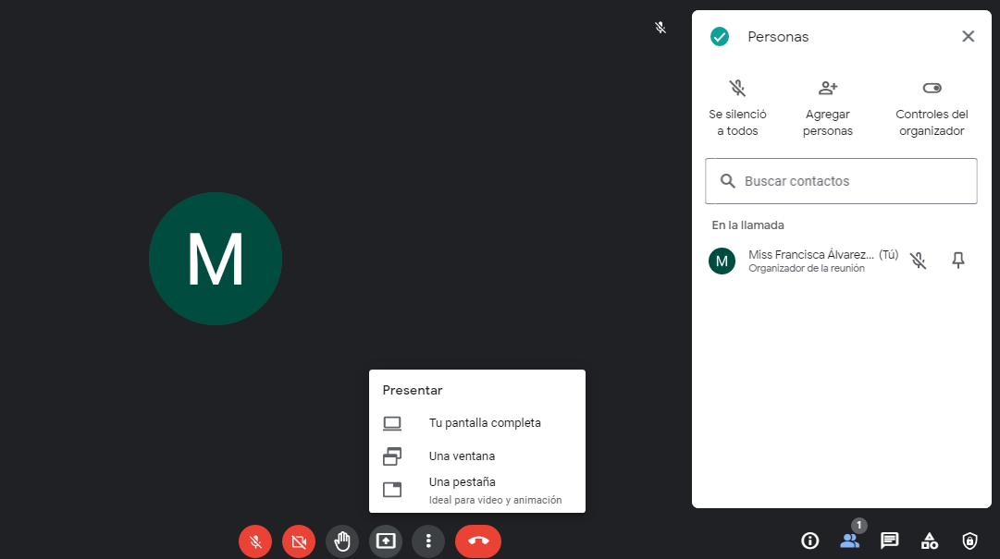 Personas
Se silenció
a todos
Agregar
personas
Controles del
organizador
Buscar contactos
En la llamada
M
Miss Francisca Álvarez... (Tú)
Organizador de la reunión
M
Presentar
Tu pantalla completa
Una ventana
Una pestaña
Ideal para video y animación
1